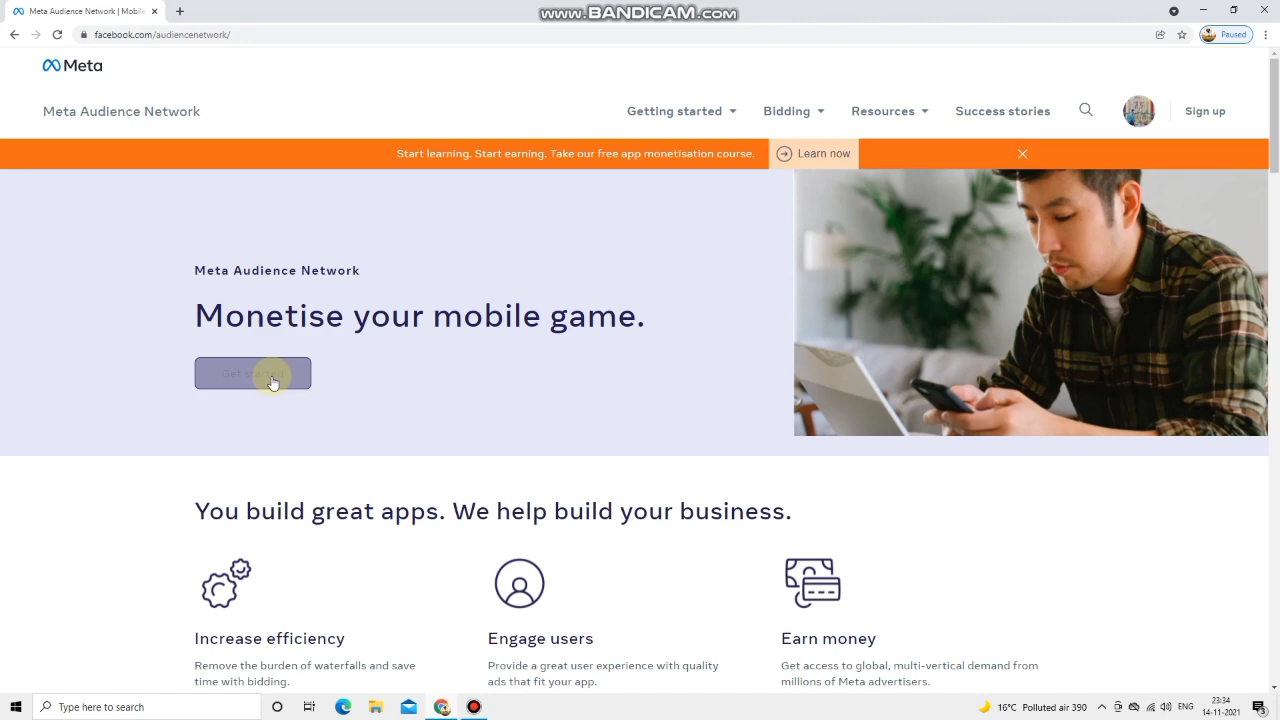 Meta Audience Network | Mobile
www.BANDICAM.com
facebook.com/audiencenetwork/
Paused
Meta
Meta Audience Network
Getting started
Bidding
Resources
Success stories
Sign up
Start learning. Start earning. Take our free app monetisation course.
Learn now
Meta Audience Network
Monetise your mobile game.
Get started
You build great apps. We help build your business.
Increase efficiency
Remove the burden of waterfalls and save
time with bidding.
Engage users
Provide a great user experience with quality
ads that fit your app.
Earn money
Get access to global, multi-vertical demand from
millions of Meta advertisers.
Type here to search
16°C Polluted air 390
ENG
23:34
14-11-2021
3